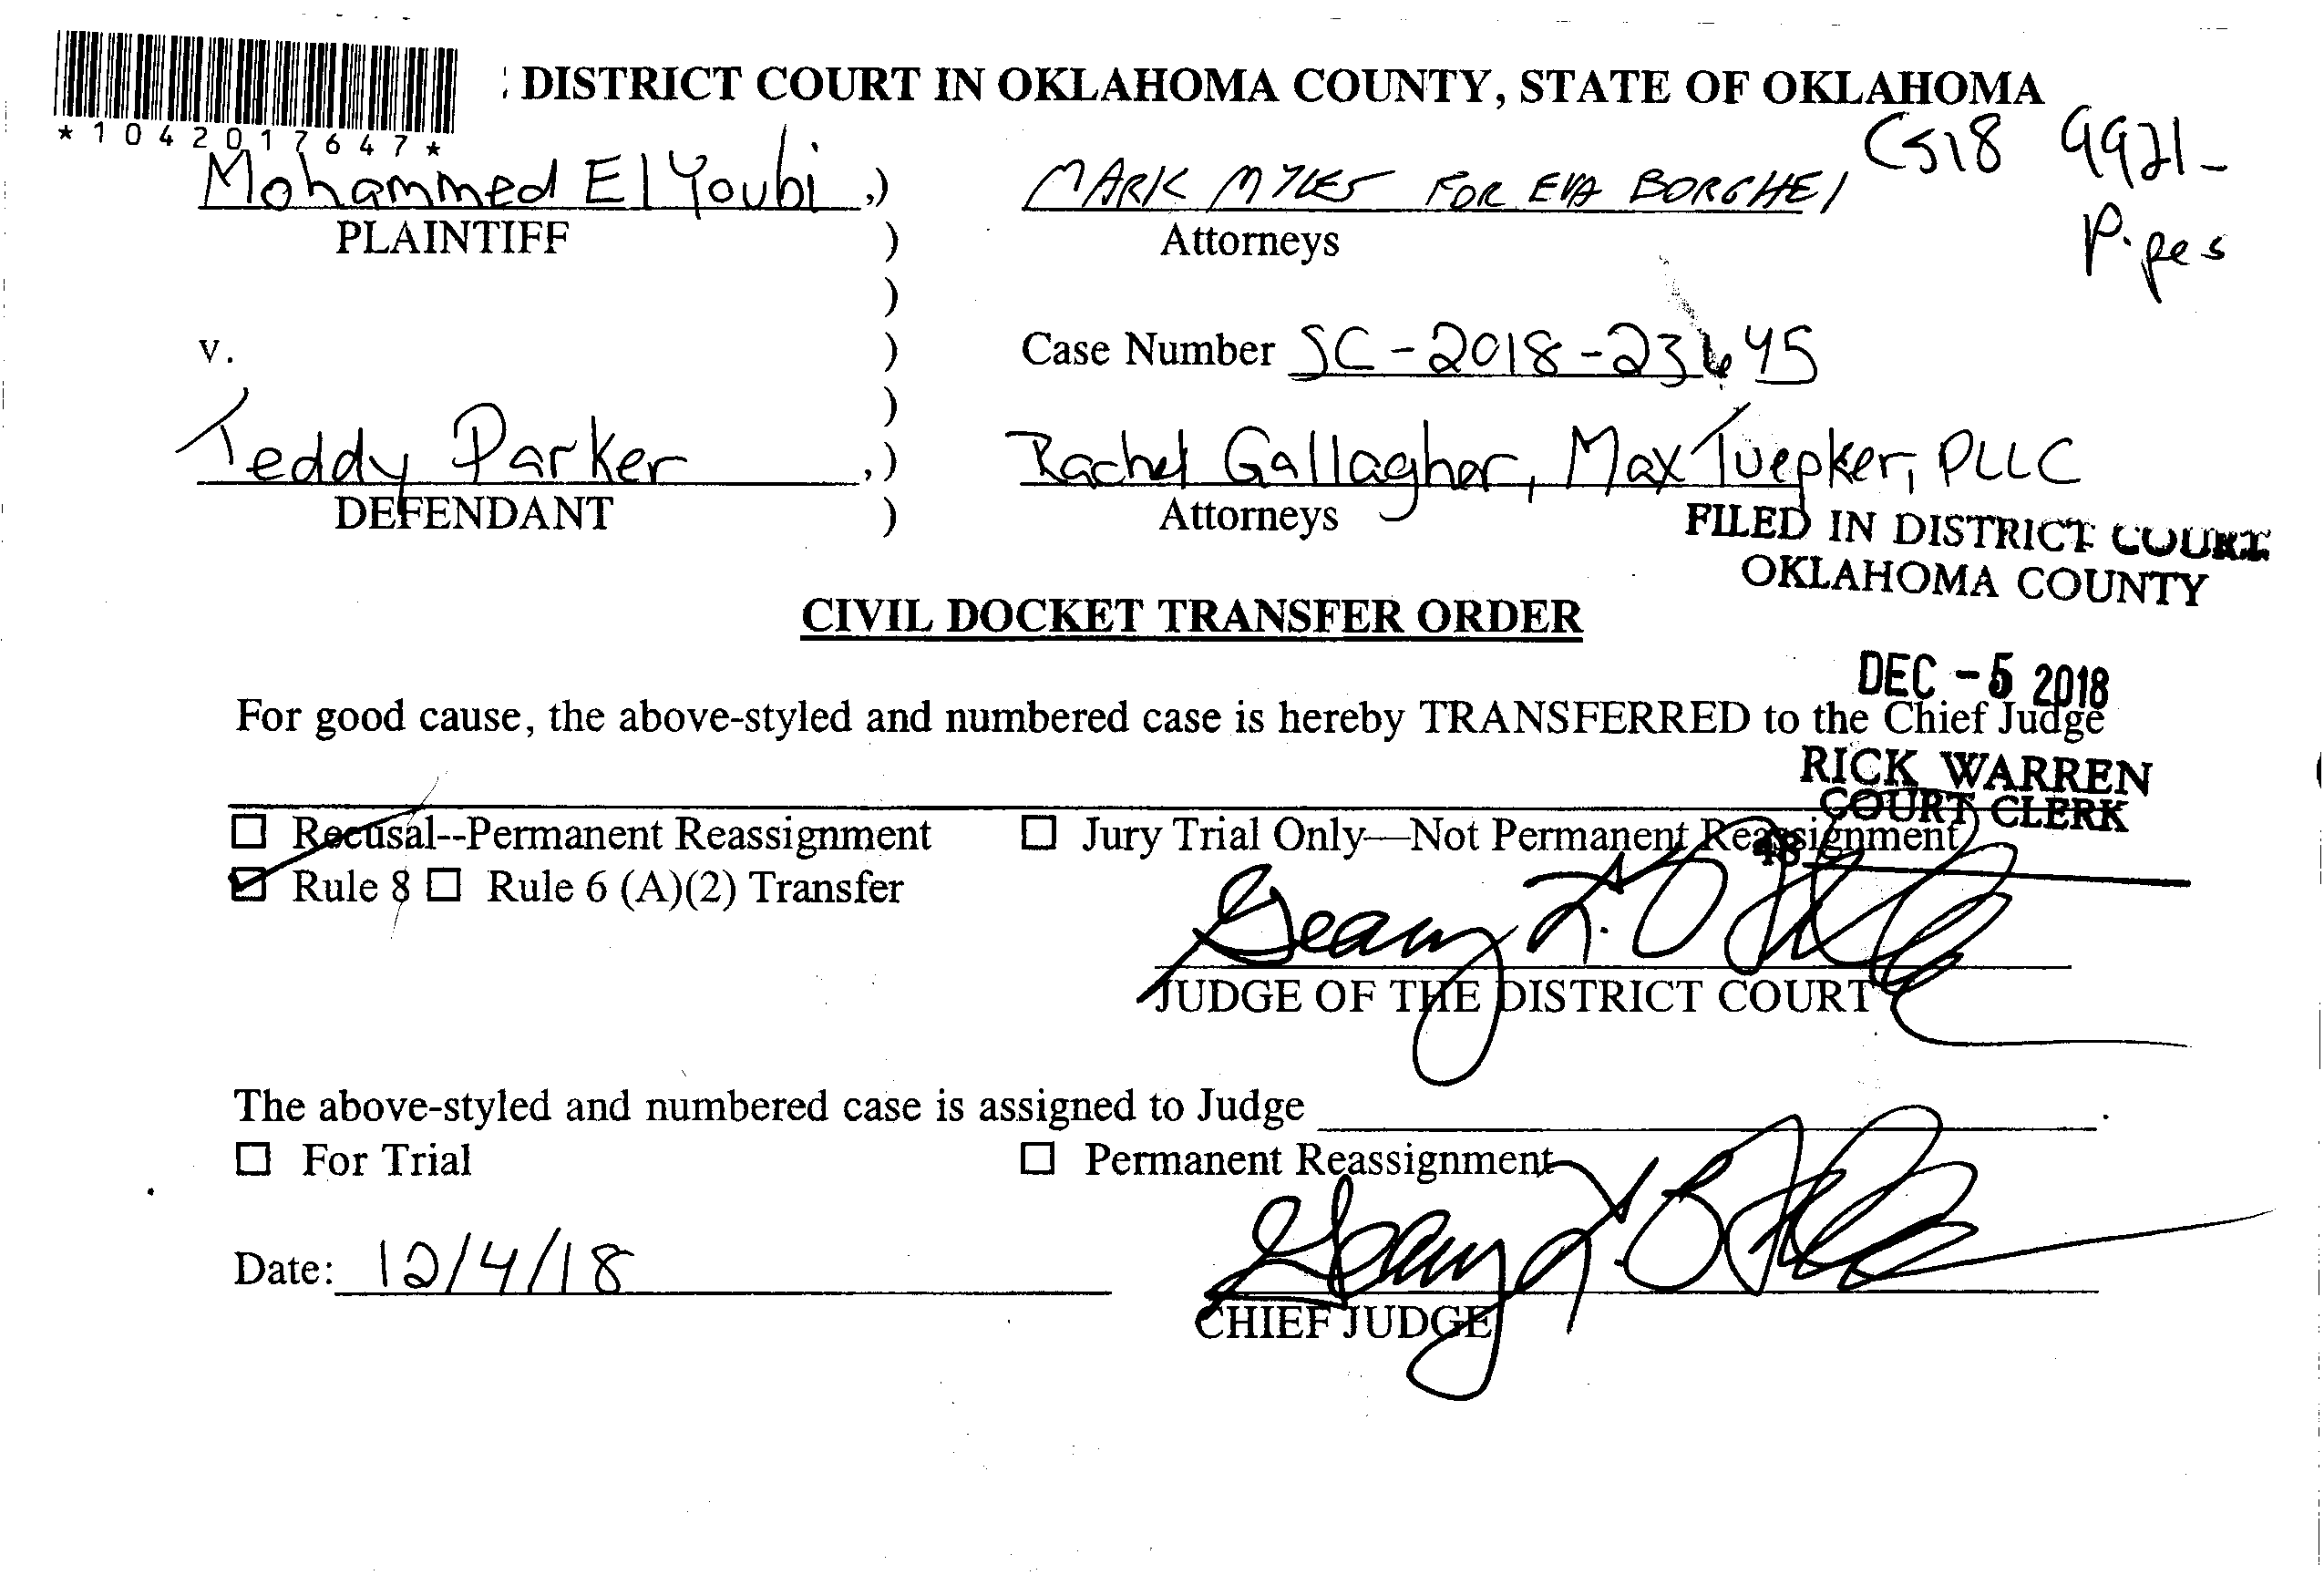 DISTRICT COURT IN OKLAHOMA COUNTY, STATE OF OKLAHOMA
*1042017647*
CS18 9921-
Pipes
Mohammed El Youbi ,)
MARK MYLES FOR EVA BORGHEI
PLAINTIFF )
Attorneys
)
v. )
Case Number SC-2018-23645
)
Teddy Parker ,)
Rachel Gallagher, Max Tuepker, PLLC
DEFENDANT )
Attorneys
FILED IN DISTRICT COURT
OKLAHOMA COUNTY
CIVIL DOCKET TRANSFER ORDER
DEC -5 2018
For good cause, the above-styled and numbered case is hereby TRANSFERRED to the Chief Judge
RICK WARREN
COURT CLERK
☐ Recusal--Permanent Reassignment ☐ Jury Trial Only—Not Permanent Reassignment
48
☑ Rule 8 ☐ Rule 6 (A)(2) Transfer
JUDGE OF THE DISTRICT COURT
The above-styled and numbered case is assigned to Judge .
☐ For Trial ☐ Permanent Reassignment
Date: 12/4/18
CHIEF JUDGE